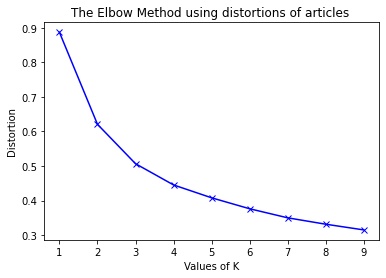 The Elbow Method using distortions of articles
0.9
0.8
0.7
0.6
0.5
0.4
0.3
Distortion
1 2 3 4 5 6 7 8 9
Values of K